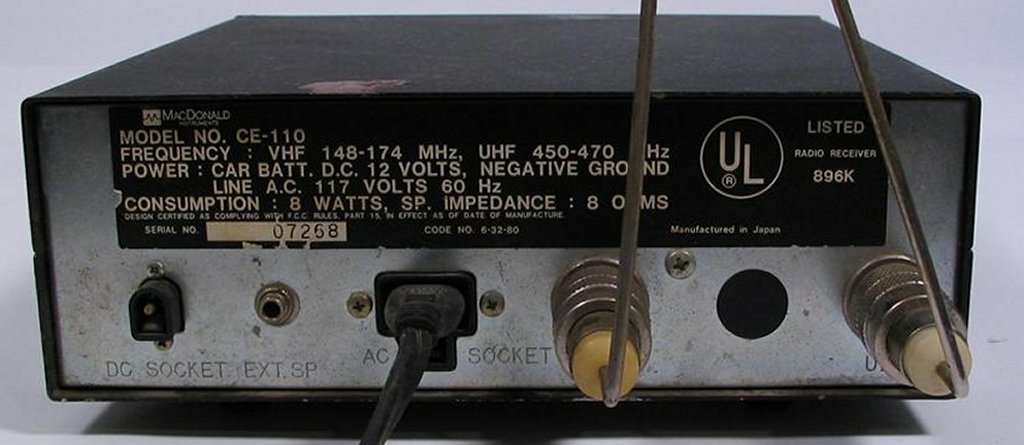 MACDONALD
INSTRUMENTS
MODEL NO. CE-110
FREQUENCY : VHF 148-174 MHz, UHF 450-470 Hz
POWER : CAR BATT. D.C. 12 VOLTS, NEGATIVE GROUND
LINE A.C. 117 VOLTS 60 Hz
CONSUMPTION : 8 WATTS, SP. iMPEDANCE : 8 O MS
DESIGN CERTIFIED AS COMPLYING WITH F.C.C. RULES, PART 15, IN EFFECT AS OF DATE OF MANUFACTURE.
SERIAL NO. 07268 CODE NO. 6-32-80
Manufactured in Japan
UL
®
LISTED
RADIO RECEIVER
896K
DC SOCKET EXT.SP AC SOCKET